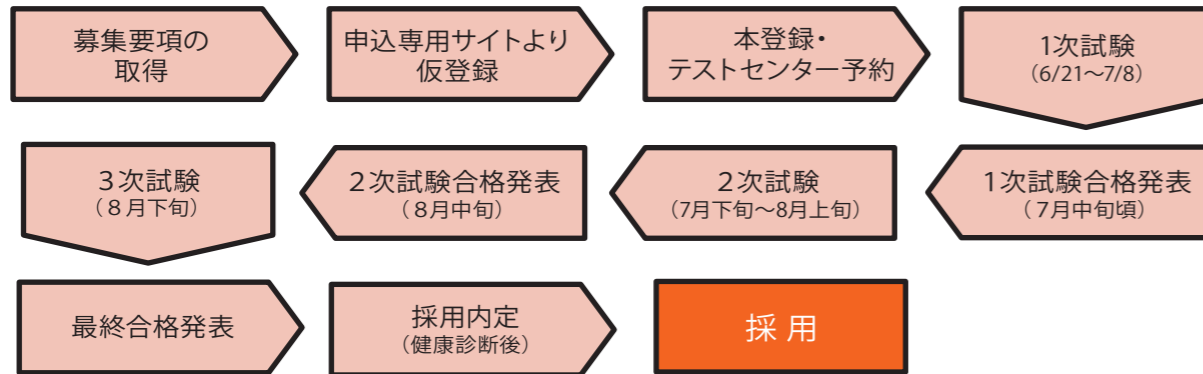 募集要項の
取得
申込専用サイトより
仮登録
本登録・
テストセンター予約
1次試験
（6/21～7/8）
1次試験合格発表
（7月中旬頃）
2次試験
（7月下旬～8月上旬）
2次試験合格発表
（8月中旬）
3次試験
（８月下旬）
最終合格発表
採用内定
（健康診断後）
採用